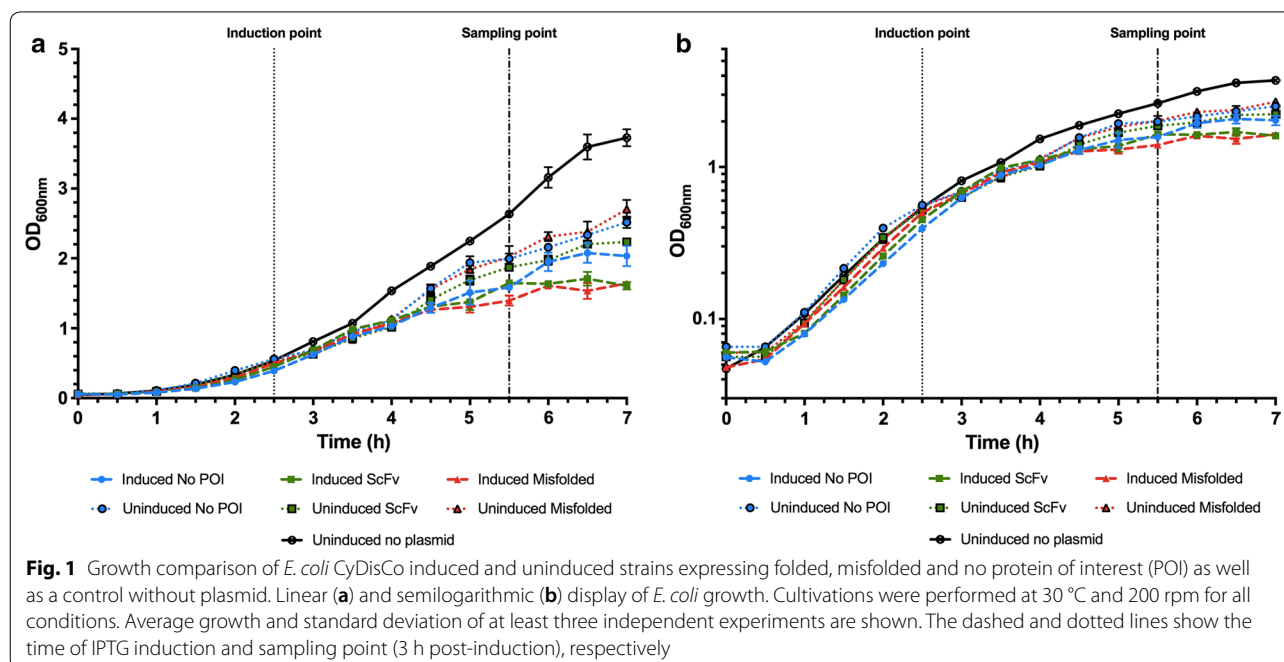 a
Induction point
Sampling point
5
4
3
2
1
0
OD600nm
0 1 2 3 4 5 6 7
Time (h)
Induced No POI
Induced ScFv
Induced Misfolded
Uninduced No POI
Uninduced ScFv
Uninduced Misfolded
Uninduced no plasmid
b
Induction point
Sampling point
1
0.1
OD600nm
0 1 2 3 4 5 6 7
Time (h)
Induced No POI
Induced ScFv
Induced Misfolded
Uninduced No POI
Uninduced ScFv
Uninduced Misfolded
Uninduced no plasmid
Fig. 1 Growth comparison of E. coli CyDisCo induced and uninduced strains expressing folded, misfolded and no protein of interest (POI) as well
as a control without plasmid. Linear (a) and semilogarithmic (b) display of E. coli growth. Cultivations were performed at 30 °C and 200 rpm for all
conditions. Average growth and standard deviation of at least three independent experiments are shown. The dashed and dotted lines show the
time of IPTG induction and sampling point (3 h post-induction), respectively